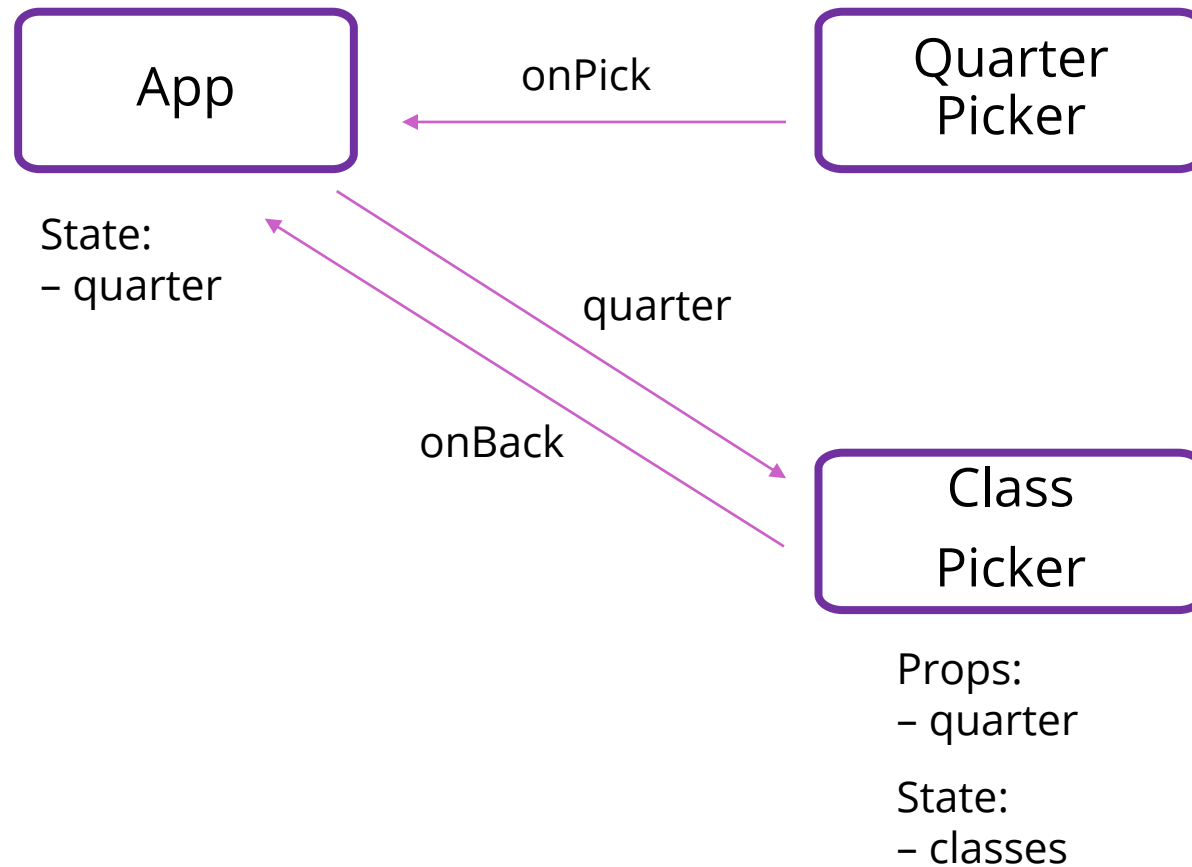 App
onPick
Quarter
Picker
State:
– quarter
quarter
onBack
Class
Picker
Props:
– quarter
State:
– classes